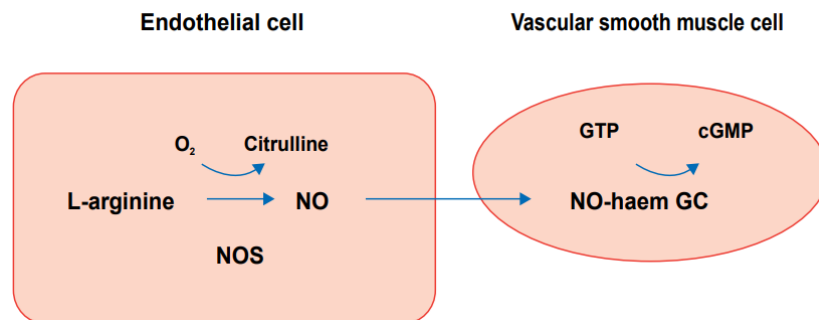 Endothelial cell
Vascular smooth muscle cell
O₂ Citrulline
GTP cGMP
L-arginine NO
NO-haem GC
NOS